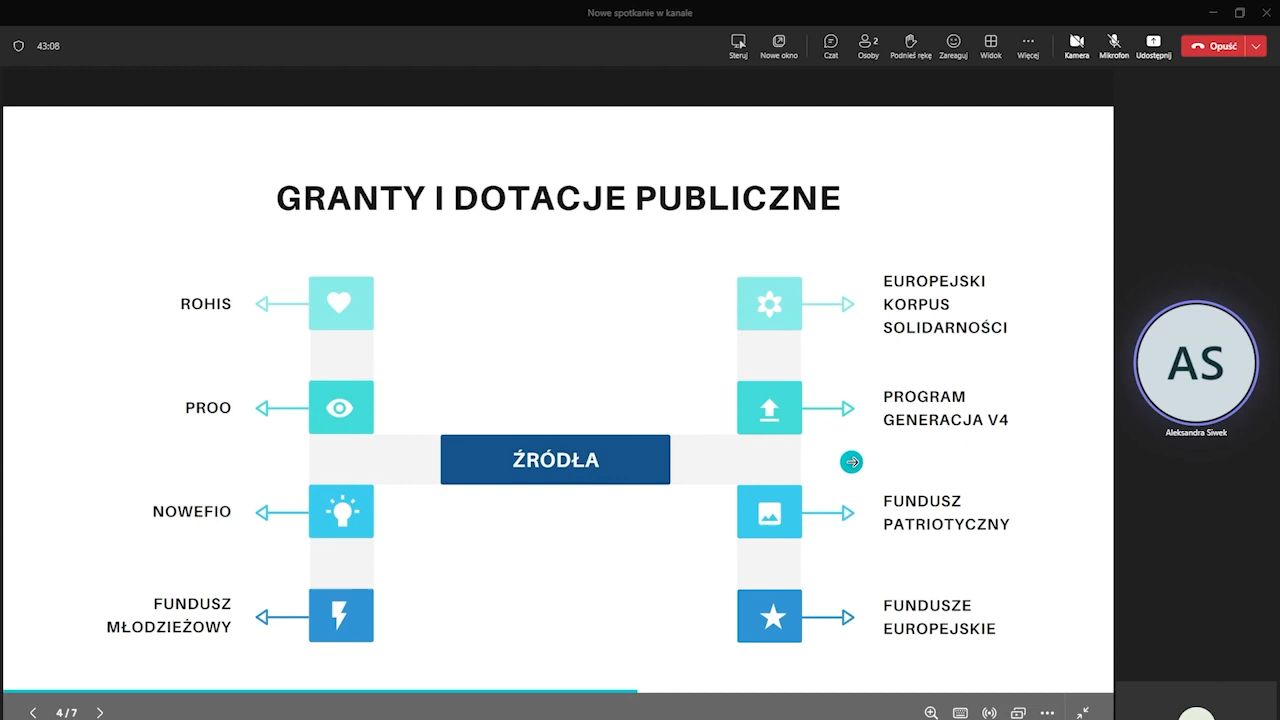 Nowe spotkanie w kanale
43:08
Steruj
Nowe okno
Czat
2
Osoby
Podnieś rękę
Zareaguj
Widok
Więcej
Kamera
Mikrofon
Udostępnij
Opuść
GRANTY I DOTACJE PUBLICZNE
ROHIS
PROO
NOWEFIO
FUNDUSZ
MŁODZIEŻOWY
ŹRÓDŁA
EUROPEJSKI
KORPUS
SOLIDARNOŚCI
PROGRAM
GENERACJA V4
FUNDUSZ
PATRIOTYCZNY
FUNDUSZE
EUROPEJSKIE
AS
Aleksandra Siwek
4/7